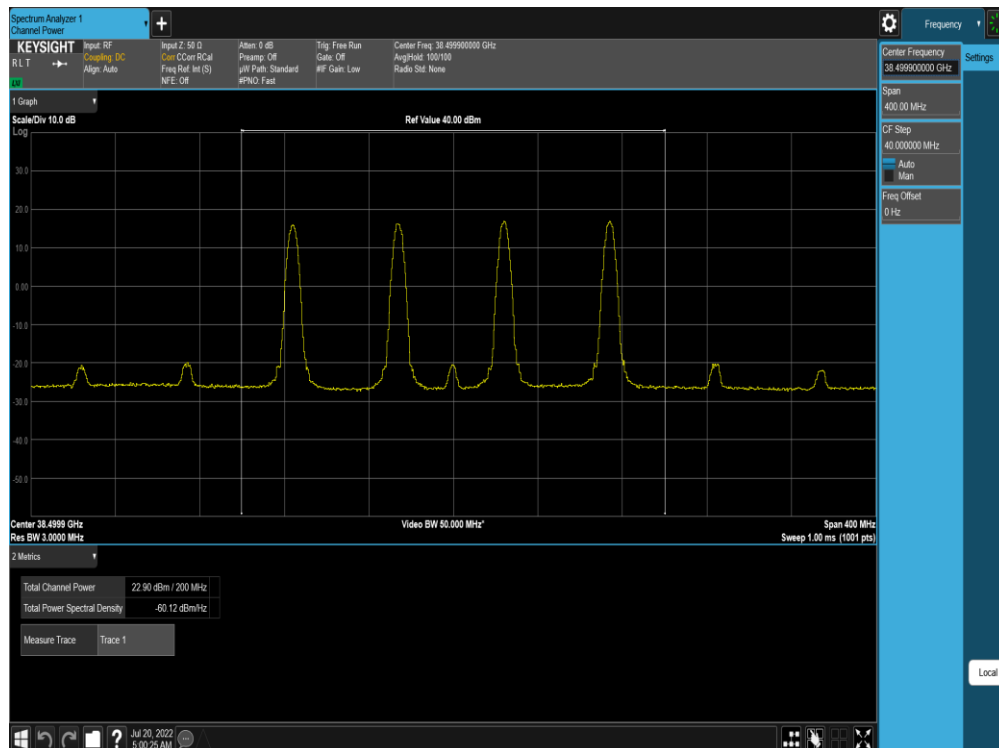 Spectrum Analyzer 1
Channel Power
+
Frequency
KEYSIGHT
R L T
LXI
Input: RF
Coupling: DC
Align: Auto
Input Z: 50 Ω
Corr CCorr RCal
Freq Ref: Int (S)
NFE: Off
Atten: 0 dB
Preamp: Off
µW Path: Standard
#PNO: Fast
Trig: Free Run
Gate: Off
#IF Gain: Low
Center Freq: 38.499900000 GHz
Avg|Hold: 100/100
Radio Std: None
Center Frequency
38.499900000 GHz
Settings
Span
400.00 MHz
CF Step
40.000000 MHz
Auto
Man
Freq Offset
0 Hz
1 Graph
Scale/Div 10.0 dB
Ref Value 40.00 dBm
Log
30.0
20.0
10.0
0.00
-10.0
-20.0
-30.0
-40.0
-50.0
Center 38.4999 GHz
Video BW 50.000 MHz*
Span 400 MHz
Res BW 3.0000 MHz
Sweep 1.00 ms (1001 pts)
2 Metrics
Total Channel Power 22.90 dBm / 200 MHz
Total Power Spectral Density -60.12 dBm/Hz
Measure Trace Trace 1
Local
?
Jul 20, 2022
5:00:25 AM